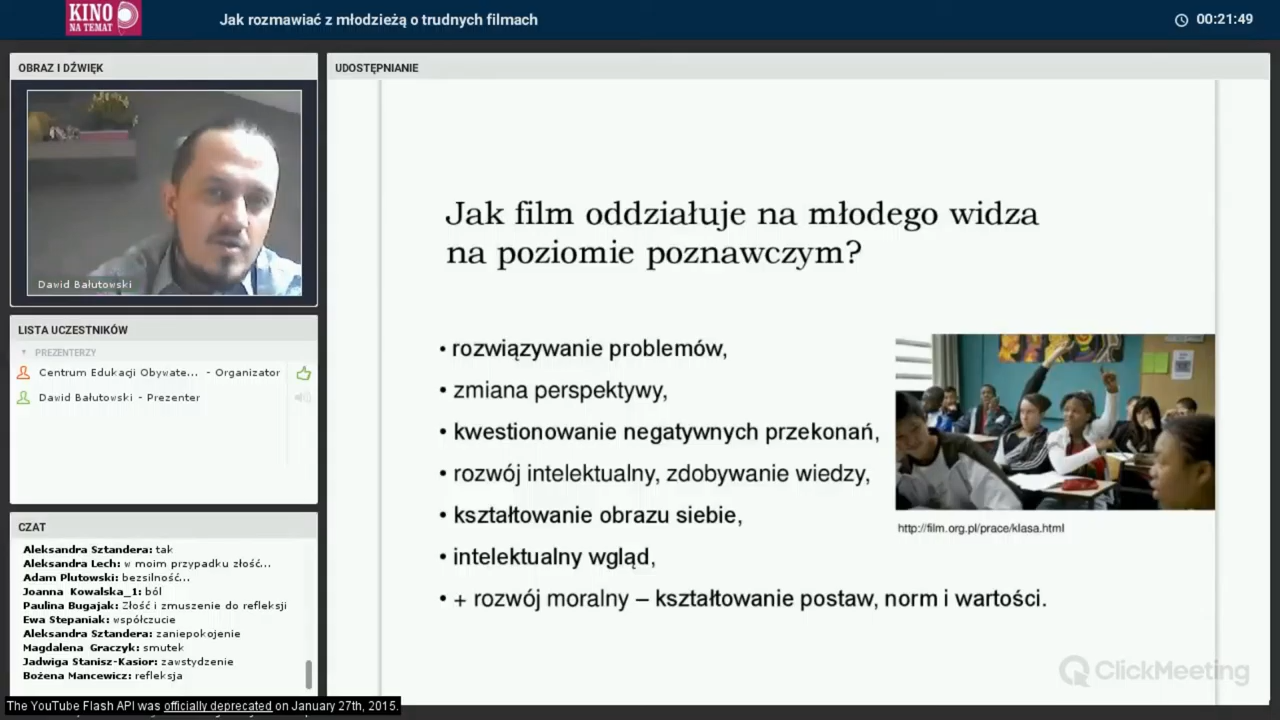 KINO
NA TEMAT
Jak rozmawiać z młodzieżą o trudnych filmach
00:21:49
OBRAZ I DŹWIĘK
Dawid Bałutowski
LISTA UCZESTNIKÓW
PREZENTERZY
Centrum Edukacji Obywate... - Organizator
Dawid Bałutowski - Prezenter
CZAT
Aleksandra Sztandera: tak
Aleksandra Lech: w moim przypadku złość...
Adam Plutowski: bezsilność...
Joanna Kowalska_1: ból
Paulina Bugajak: Złość i zmuszenie do refleksji
Ewa Stepaniak: współczucie
Aleksandra Sztandera: zaniepokojenie
Magdalena Graczyk: smutek
Jadwiga Stanisz-Kasior: zawstydzenie
Bożena Mancewicz: refleksja
The YouTube Flash API was officially deprecated on January 27th, 2015.
UDOSTĘPNIANIE
Jak film oddziałuje na młodego widza
na poziomie poznawczym?
• rozwiązywanie problemów,
• zmiana perspektywy,
• kwestionowanie negatywnych przekonań,
• rozwój intelektualny, zdobywanie wiedzy,
• kształtowanie obrazu siebie,
• intelektualny wgląd,
• + rozwój moralny – kształtowanie postaw, norm i wartości.
http://film.org.pl/prace/klasa.html
ClickMeeting